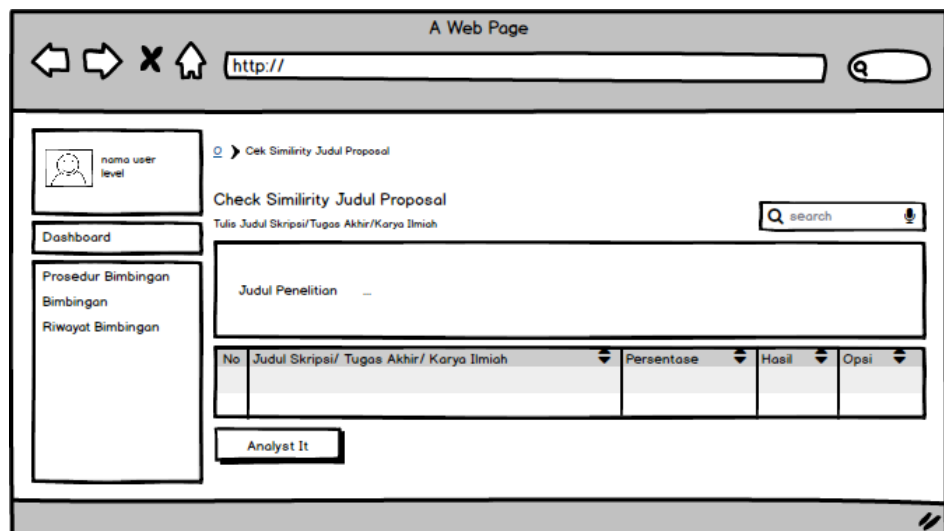 A Web Page
http://
nama user
level
O Cek Similirity Judul Proposal
Check Similirity Judul Proposal
Tulis Judul Skripsi/Tugas Akhir/Karya Ilmiah
search
Dashboard
Prosedur Bimbingan
Bimbingan
Riwayat Bimbingan
Judul Penelitian ...
No Judul Skripsi/ Tugas Akhir/ Karya Ilmiah Persentase Hasil Opsi
Analyst It